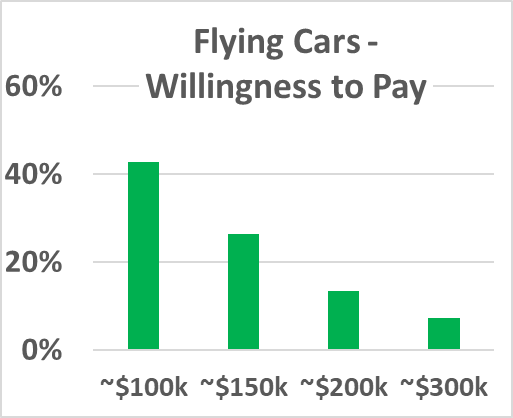 Flying Cars -
Willingness to Pay
60%
40%
20%
0%
~$100k ~$150k ~$200k ~$300k